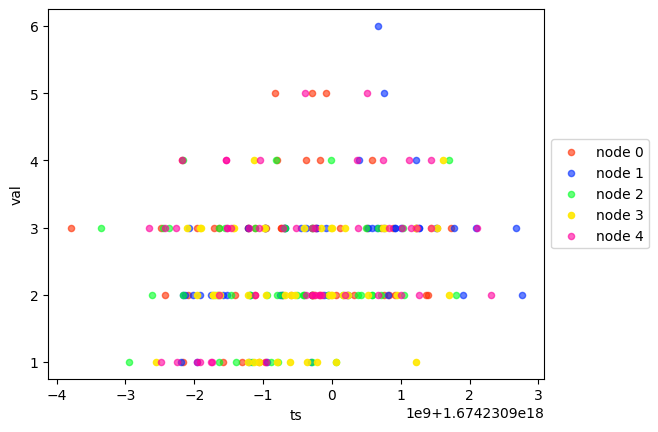 6
5
4
3
2
1
val
−4 −3 −2 −1 0 1 2 3
ts
1e9+1.6742309e18
node 0
node 1
node 2
node 3
node 4